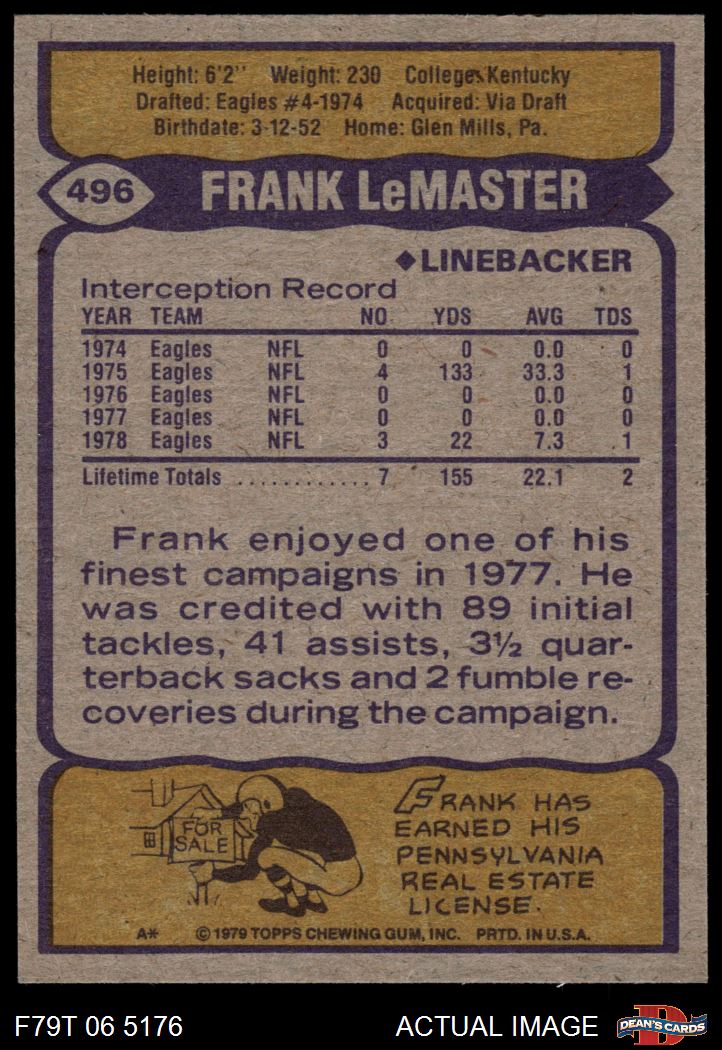 Height: 6'2" Weight: 230 College: Kentucky
Drafted: Eagles #4-1974 Acquired: Via Draft
Birthdate: 3-12-52 Home: Glen Mills, Pa.
496 FRANK LeMASTER
◆LINEBACKER
Interception Record
YEAR TEAM NO. YDS AVG TDS
1974 Eagles NFL 0 0 0.0 0
1975 Eagles NFL 4 133 33.3 1
1976 Eagles NFL 0 0 0.0 0
1977 Eagles NFL 0 0 0.0 0
1978 Eagles NFL 3 22 7.3 1
Lifetime Totals ............ 7 155 22.1 2
Frank enjoyed one of his
finest campaigns in 1977. He
was credited with 89 initial
tackles, 41 assists, 3½ quar-
terback sacks and 2 fumble re-
coveries during the campaign.
FOR
SALE
FRANK HAS
EARNED HIS
PENNSYLVANIA
REAL ESTATE
LICENSE.
A* © 1979 TOPPS CHEWING GUM, INC. PRTD. IN U.S.A.
F79T 06 5176 ACTUAL IMAGE D DEAN'S CARDS